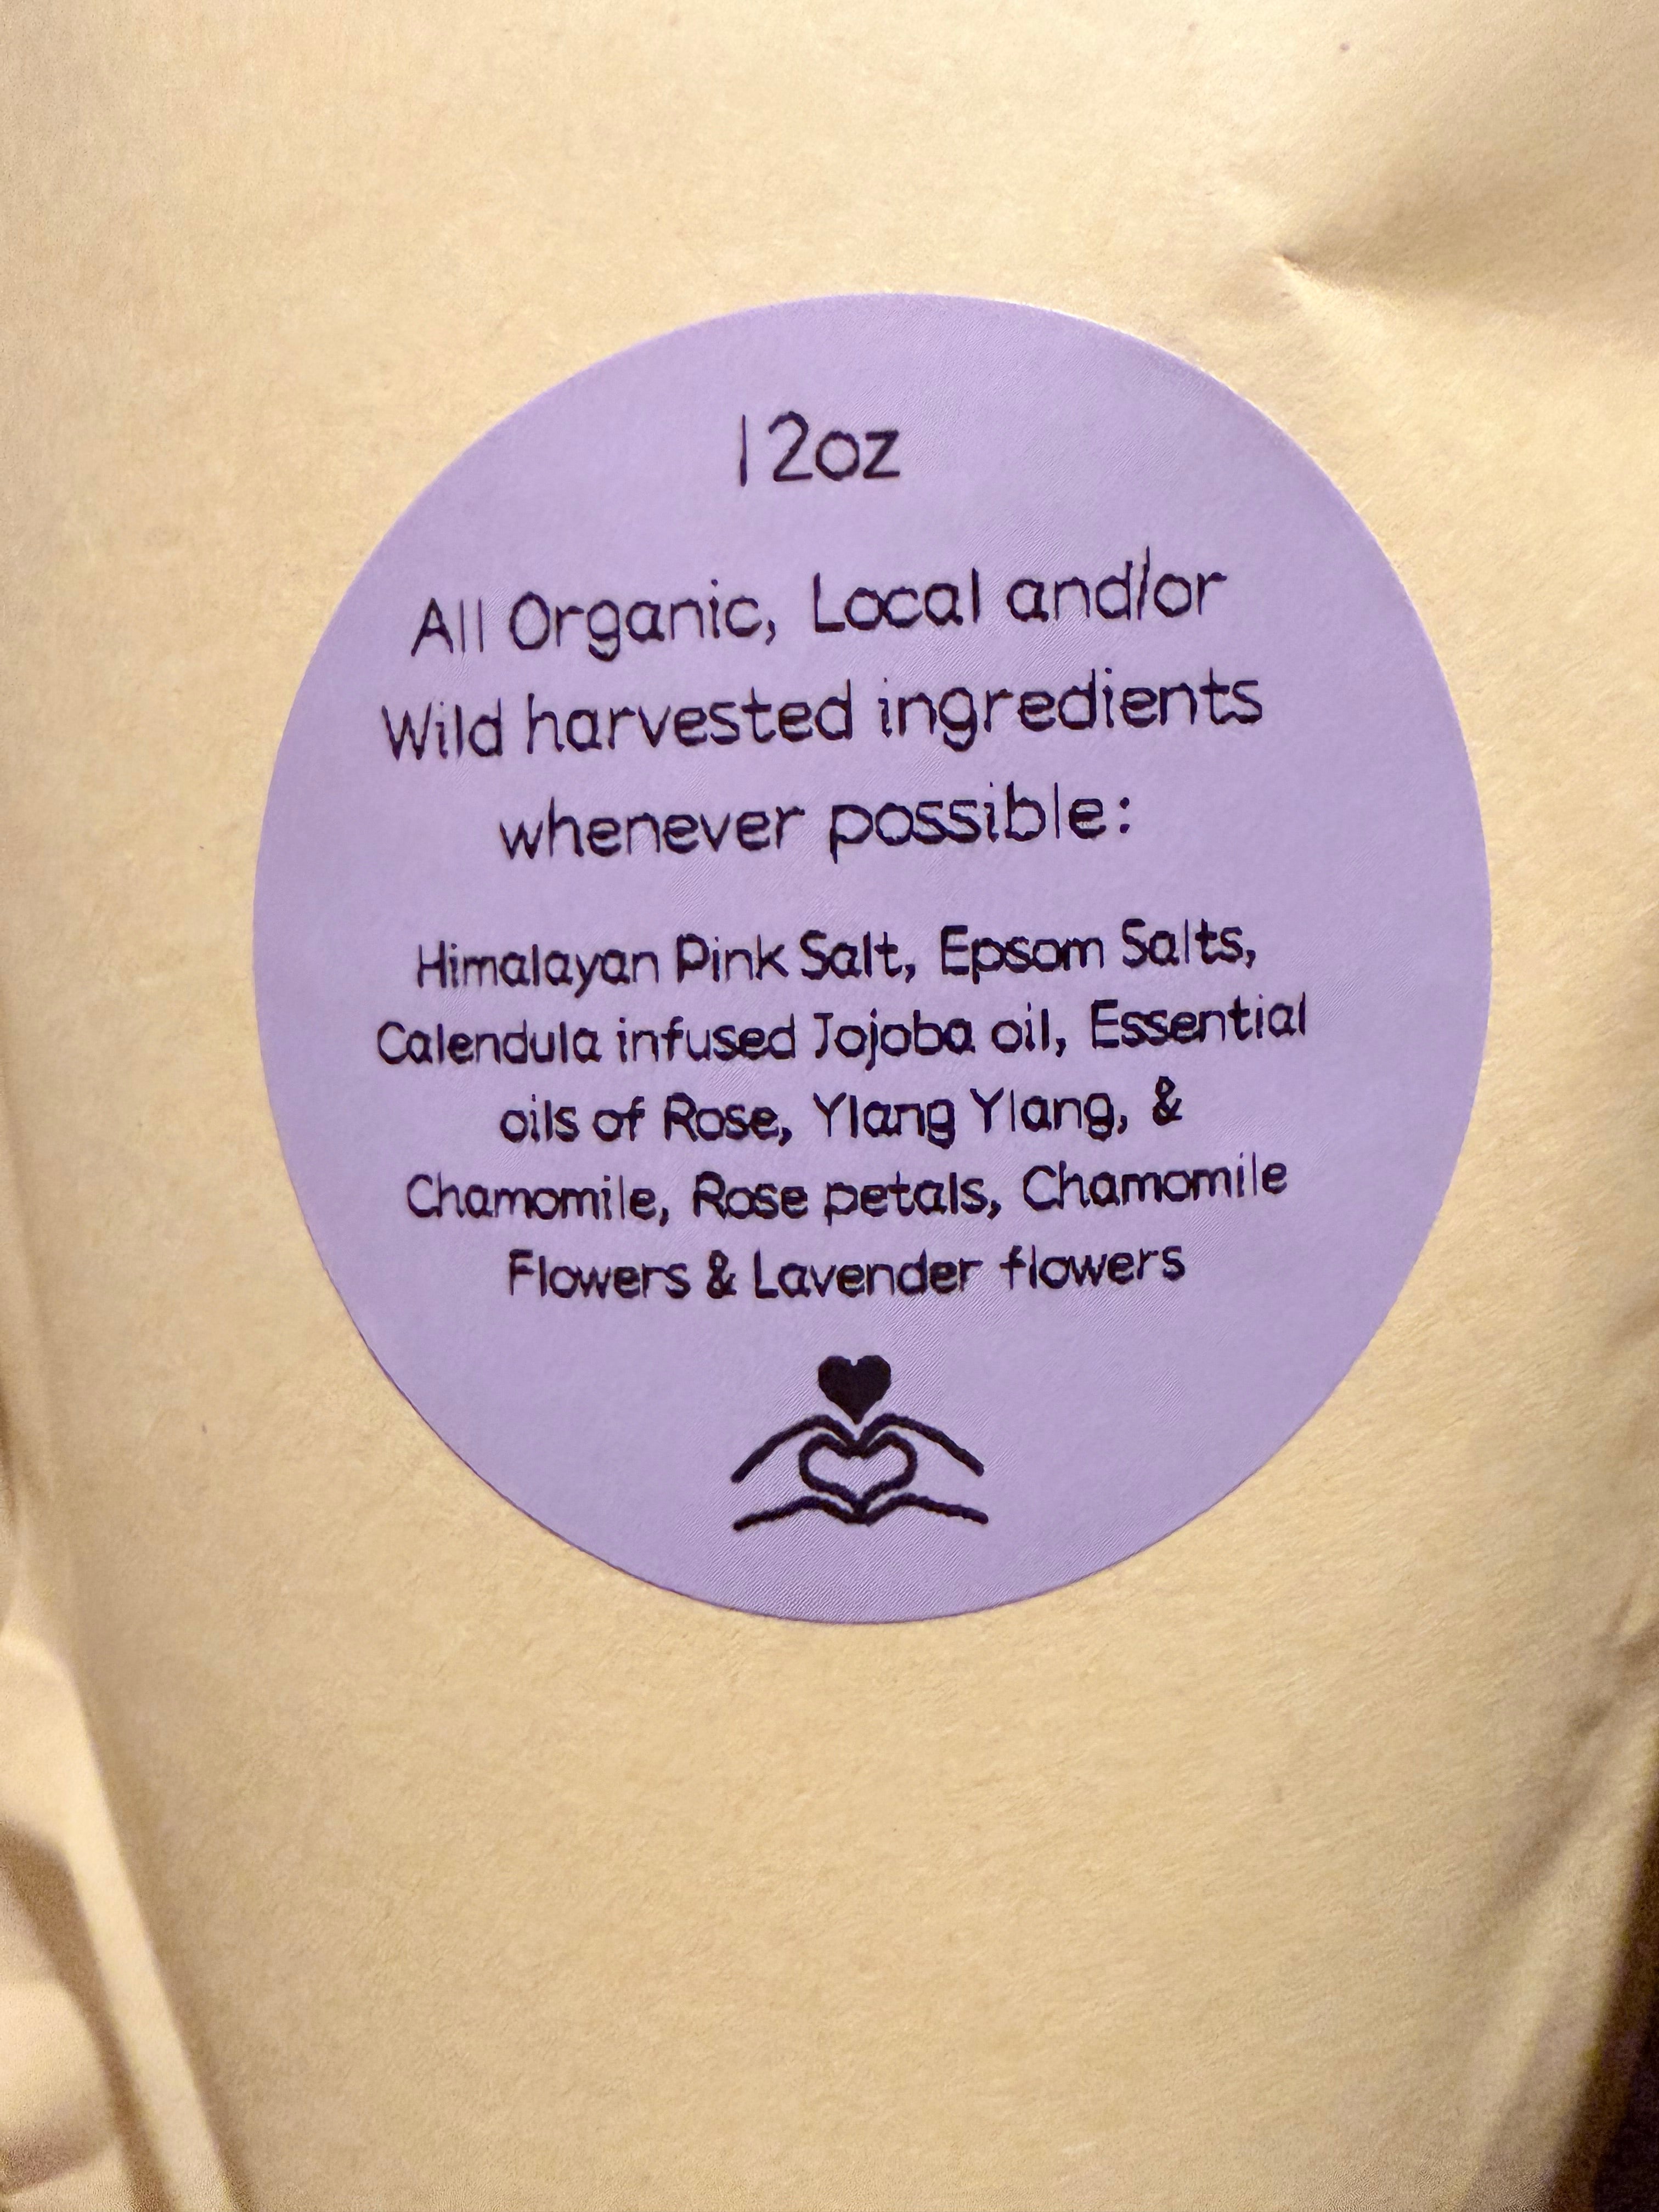 12oz
All Organic, Local and/or
Wild harvested ingredients
whenever possible:
Himalayan Pink Salt, Epsom Salts,
Calendula infused Jojoba oil, Essential
oils of Rose, Ylang Ylang, &
Chamomile, Rose petals, Chamomile
Flowers & Lavender flowers